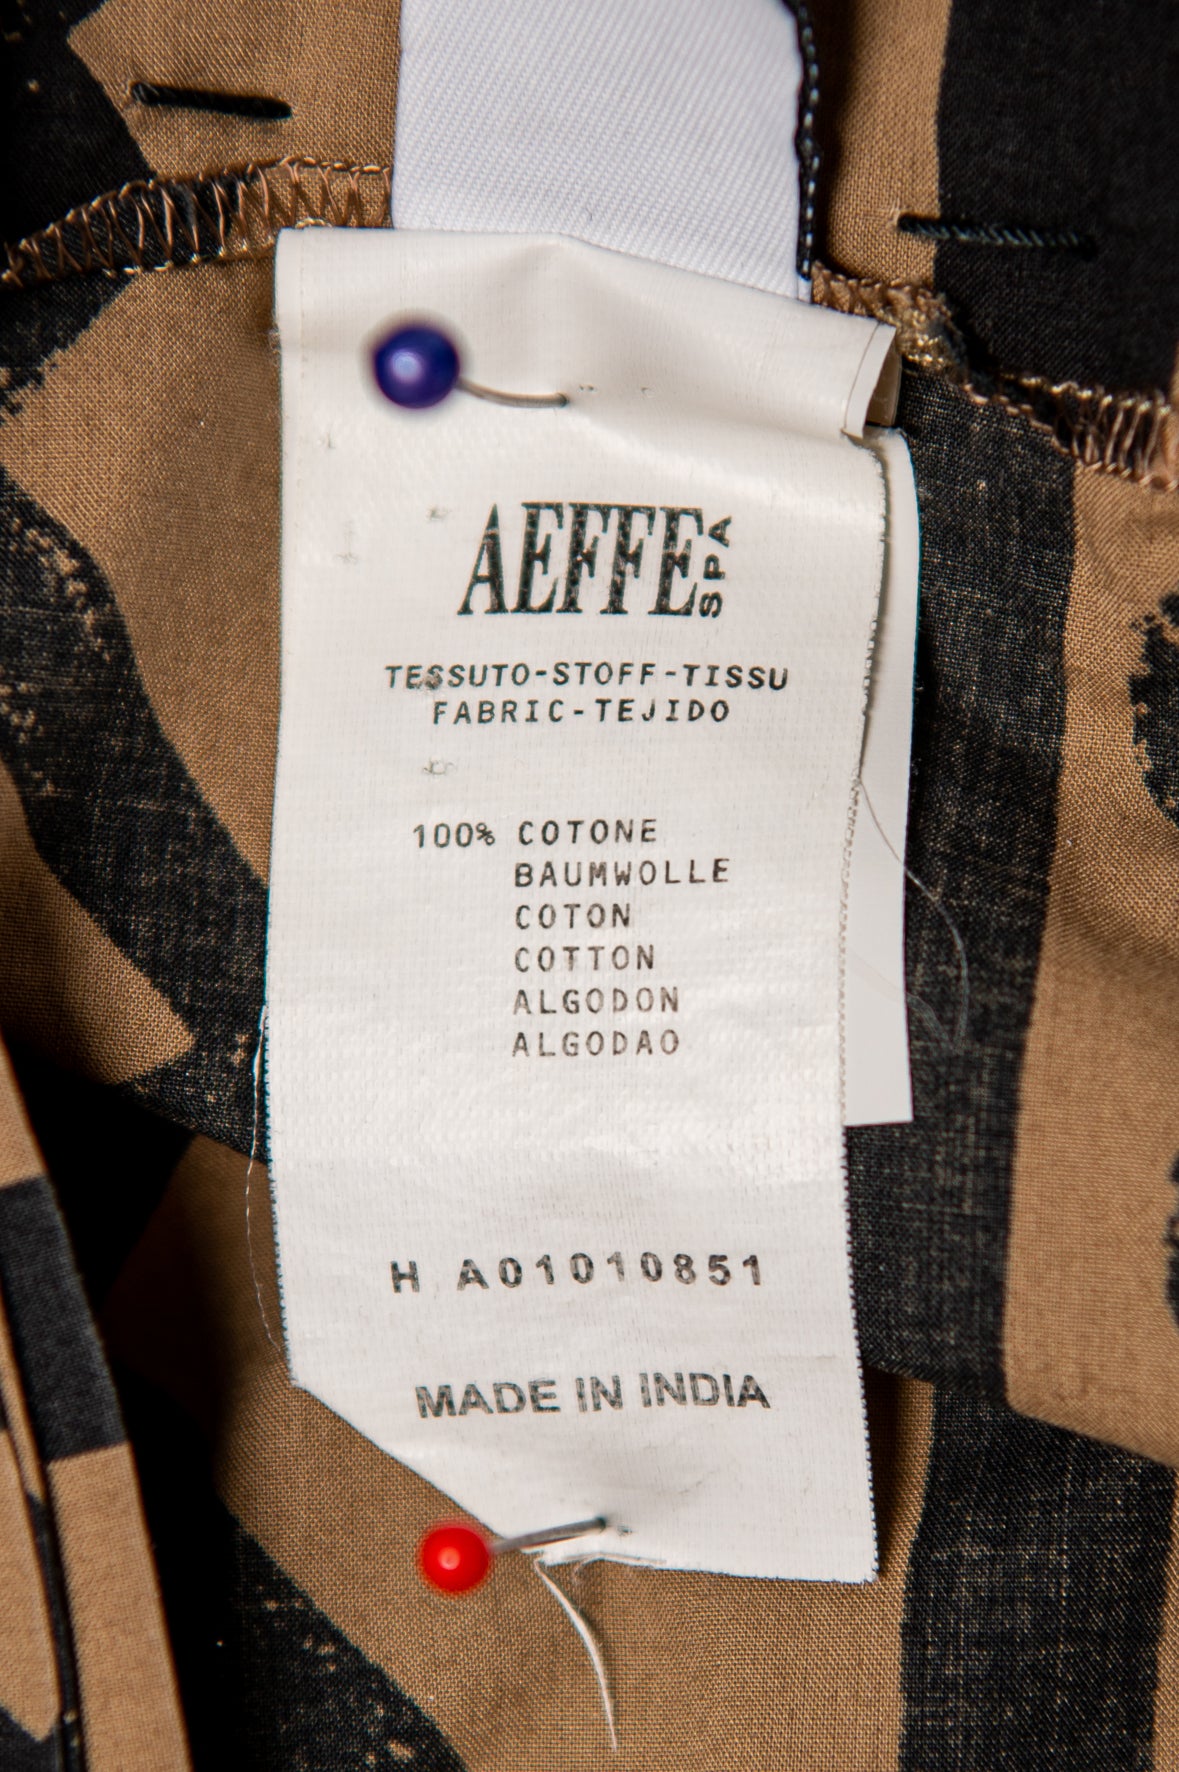 AEFFE SPA
TESSUTO-STOFF-TISSU
FABRIC-TEJIDO
100% COTONE
BAUMWOLLE
COTON
COTTON
ALGODON
ALGODAO
H A01010851
MADE IN INDIA